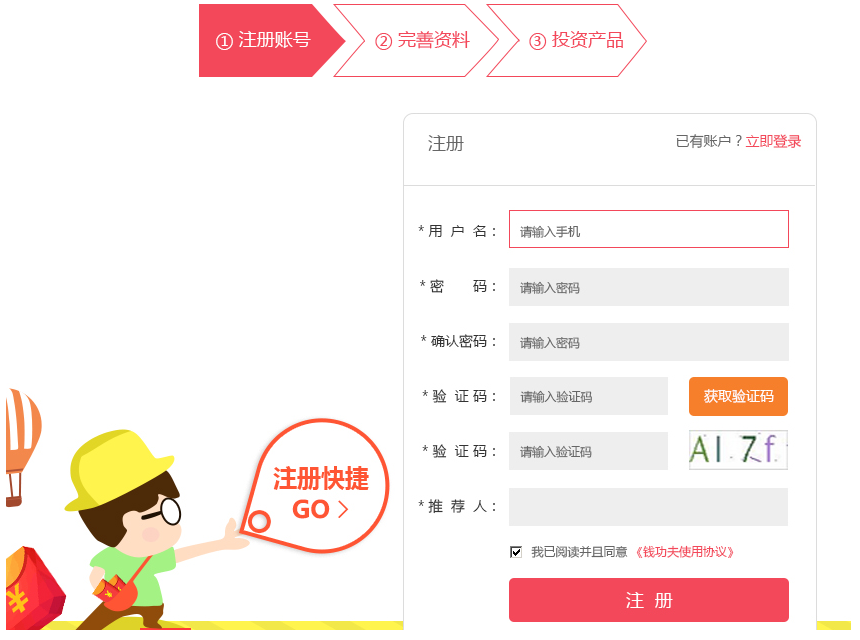 ① 注册账号
② 完善资料
③ 投资产品
注册
已有账户？立即登录
* 用 户 名：
请输入手机
* 密 码：
请输入密码
* 确认密码：
请输入密码
* 验 证 码：
请输入验证码
获取验证码
* 验 证 码：
请输入验证码
A1.7f
* 推 荐 人：
我已阅读并且同意 《钱功夫使用协议》
注 册
注册快捷
GO >
¥